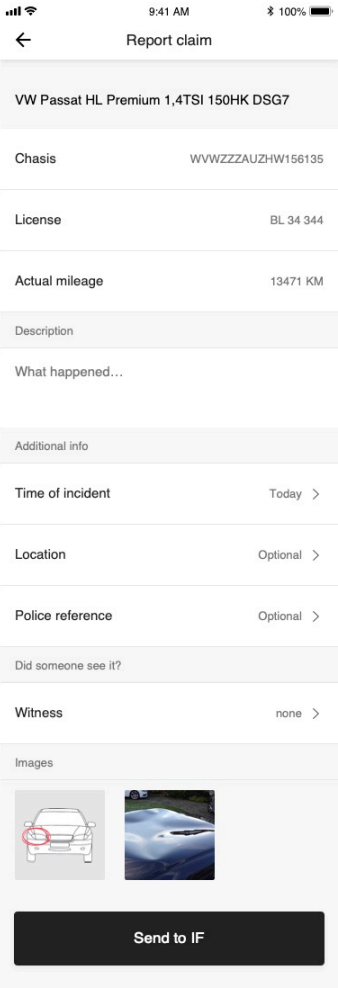 9:41 AM
100%
Report claim
VW Passat HL Premium 1,4TSI 150HK DSG7
Chasis WVWZZZAUZHW156135
License BL 34 344
Actual mileage 13471 KM
Description
What happened...
Additional info
Time of incident Today
Location Optional
Police reference Optional
Did someone see it?
Witness none
Images
Send to IF